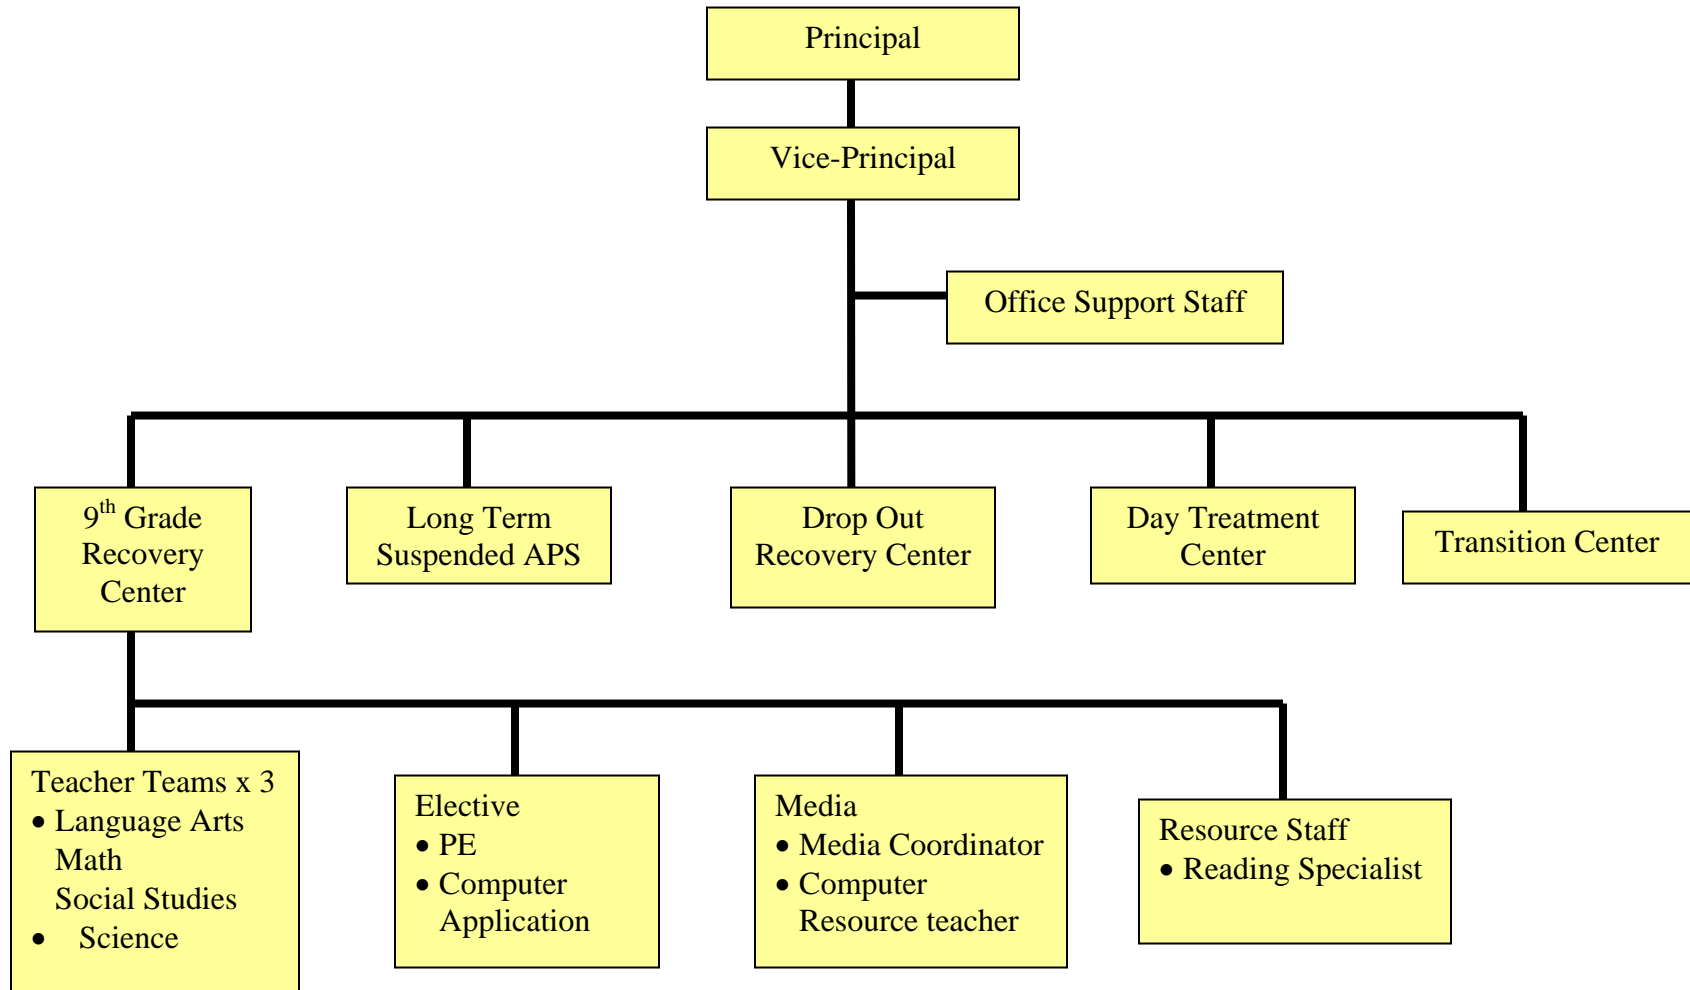 Principal
Vice-Principal
Office Support Staff
9th Grade
Recovery
Center
Long Term
Suspended APS
Drop Out
Recovery Center
Day Treatment
Center
Transition Center
Teacher Teams x 3
• Language Arts
Math
Social Studies
• Science
Elective
• PE
• Computer
Application
Media
• Media Coordinator
• Computer
Resource teacher
Resource Staff
• Reading Specialist